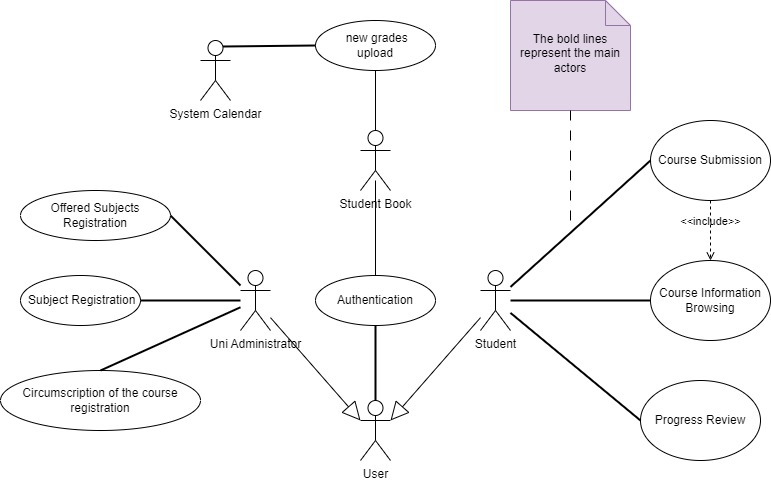 new grades
upload
The bold lines
represent the main
actors
System Calendar
Course Submission
Student Book
Offered Subjects
Registration
<<include>>
Subject Registration
Authentication
Course Information
Browsing
Uni Administrator
Student
Circumscription of the course
registration
Progress Review
User